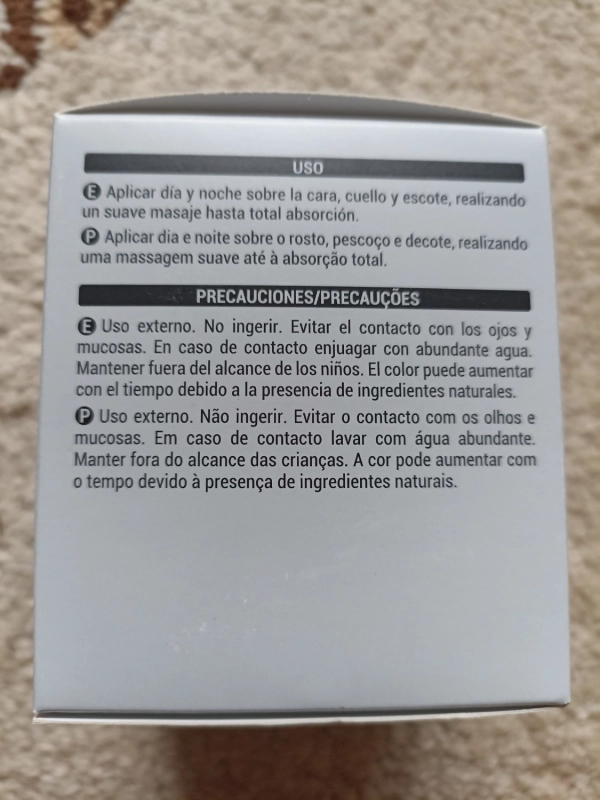 USO
E Aplicar día y noche sobre la cara, cuello y escote, realizando
un suave masaje hasta total absorción.
P Aplicar dia e noite sobre o rosto, pescoço e decote, realizando
uma massagem suave até à absorção total.
PRECAUCIONES/PRECAUÇÕES
E Uso externo. No ingerir. Evitar el contacto con los ojos y
mucosas. En caso de contacto enjuagar con abundante agua.
Mantener fuera del alcance de los niños. El color puede aumentar
con el tiempo debido a la presencia de ingredientes naturales.
P Uso externo. Não ingerir. Evitar o contacto com os olhos e
mucosas. Em caso de contacto lavar com água abundante.
Manter fora do alcance das crianças. A cor pode aumentar com
o tempo devido à presença de ingredientes naturais.